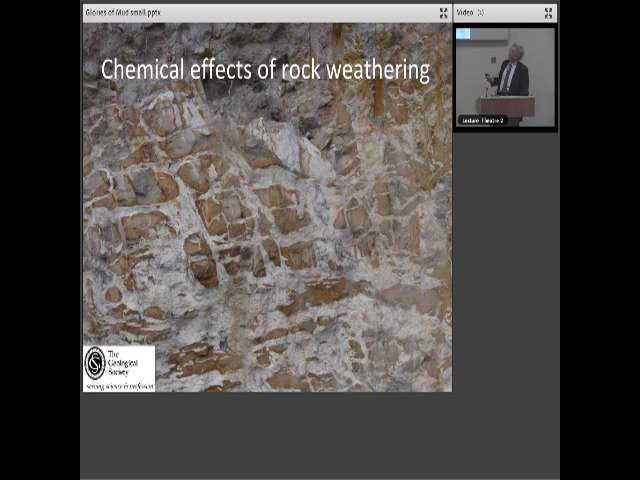 Glories of Mud small.pptx
Video
Chemical effects of rock weathering
Lecture Theatre 2
The
Geological
Society
serving science & profession